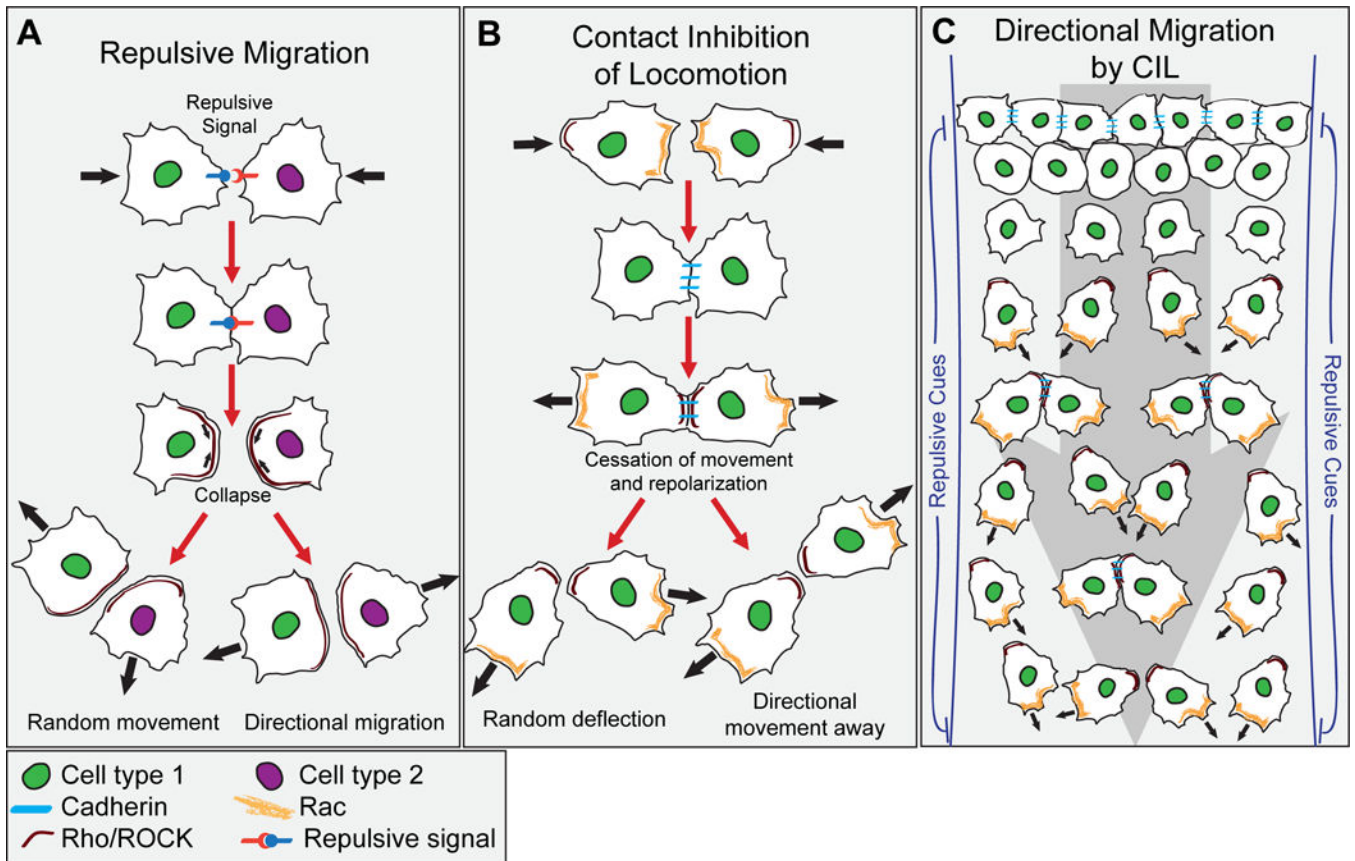 A
Repulsive Migration
Repulsive
Signal
Collapse
Random movement
Directional migration
B
Contact Inhibition
of Locomotion
Cessation of movement
and repolarization
Random deflection
Directional
movement away
C
Directional Migration
by CIL
Repulsive Cues
Repulsive Cues
Cell type 1
Cell type 2
Cadherin
Rac
Rho/ROCK
Repulsive signal